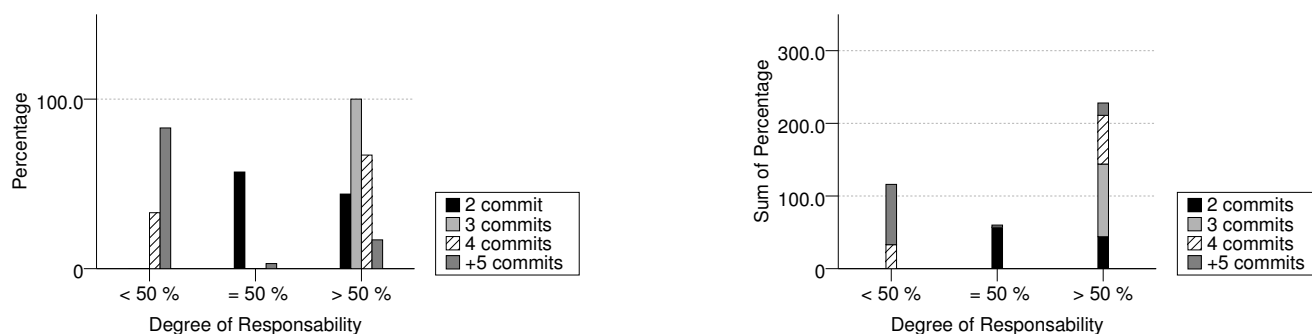 Percentage
100.0
0
< 50 %
= 50 %
> 50 %
Degree of Responsability
2 commit
3 commits
4 commits
+5 commits
Sum of Percentage
300.0
200.0
100.0
0
< 50 %
= 50 %
> 50 %
Degree of Responsability
2 commits
3 commits
4 commits
+5 commits